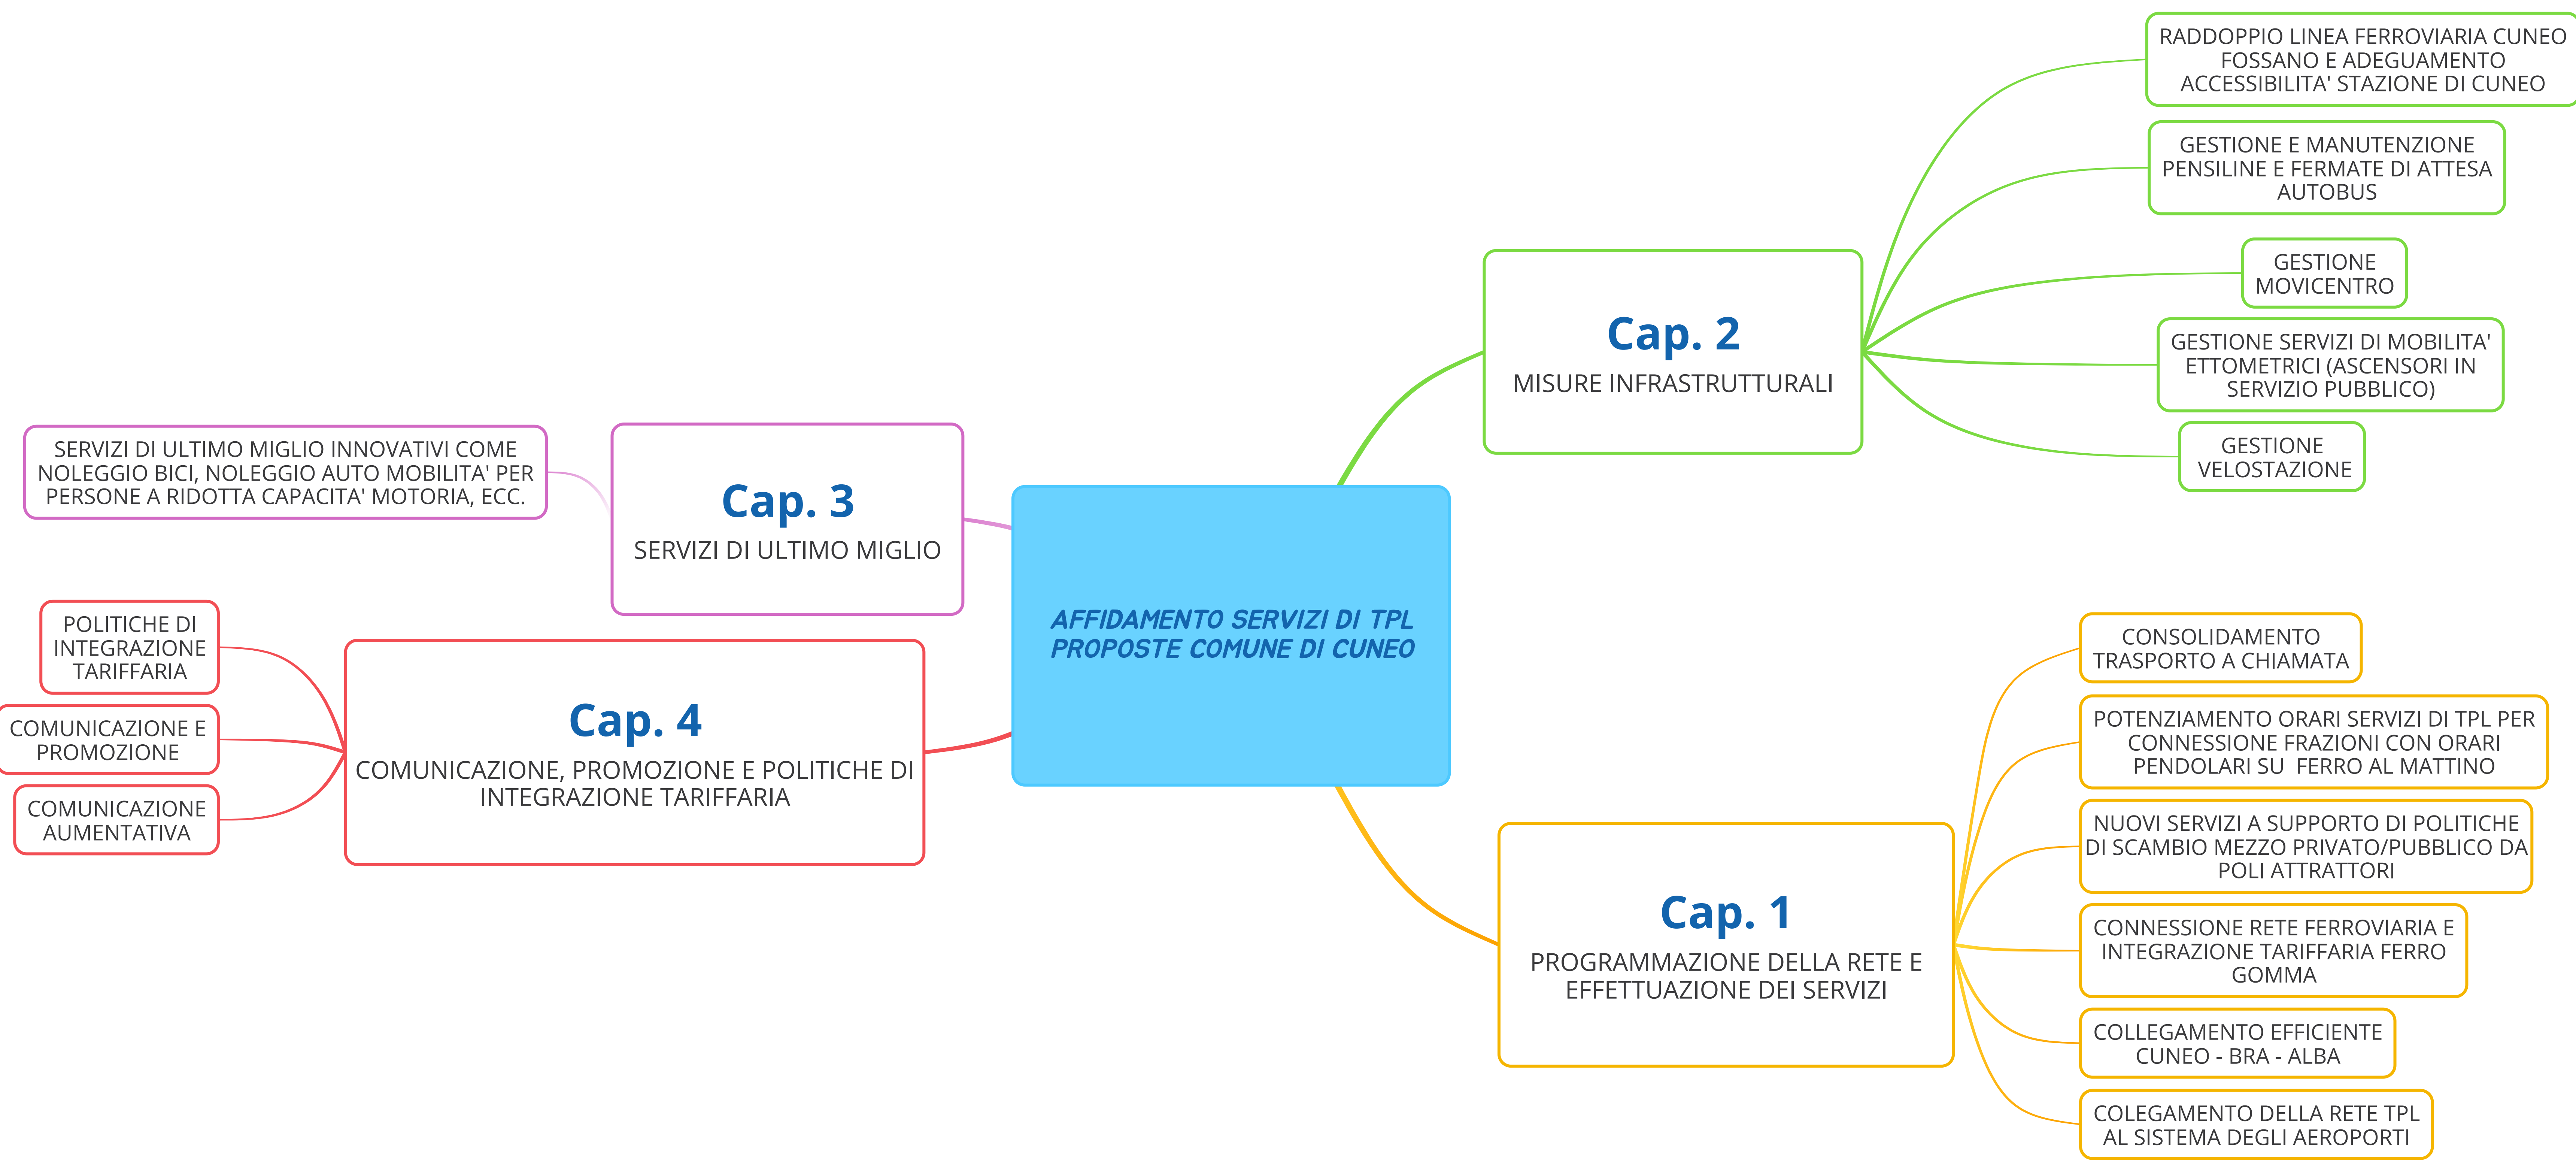 AFFIDAMENTO SERVIZI DI TPL
PROPOSTE COMUNE DI CUNEO
Cap. 2
MISURE INFRASTRUTTURALI
RADDOPPIO LINEA FERROVIARIA CUNEO
FOSSANO E ADEGUAMENTO
ACCESSIBILITA' STAZIONE DI CUNEO
GESTIONE E MANUTENZIONE
PENSILINE E FERMATE DI ATTESA
AUTOBUS
GESTIONE
MOVICENTRO
GESTIONE SERVIZI DI MOBILITA'
ETTOMETRICI (ASCENSORI IN
SERVIZIO PUBBLICO)
GESTIONE
VELOSTAZIONE
Cap. 1
PROGRAMMAZIONE DELLA RETE E
EFFETTUAZIONE DEI SERVIZI
CONSOLIDAMENTO
TRASPORTO A CHIAMATA
POTENZIAMENTO ORARI SERVIZI DI TPL PER
CONNESSIONE FRAZIONI CON ORARI
PENDOLARI SU  FERRO AL MATTINO
NUOVI SERVIZI A SUPPORTO DI POLITICHE
DI SCAMBIO MEZZO PRIVATO/PUBBLICO DA
POLI ATTRATTORI
CONNESSIONE RETE FERROVIARIA E
INTEGRAZIONE TARIFFARIA FERRO
GOMMA
COLLEGAMENTO EFFICIENTE
CUNEO - BRA - ALBA
COLEGAMENTO DELLA RETE TPL
AL SISTEMA DEGLI AEROPORTI
Cap. 3
SERVIZI DI ULTIMO MIGLIO
SERVIZI DI ULTIMO MIGLIO INNOVATIVI COME
NOLEGGIO BICI, NOLEGGIO AUTO MOBILITA' PER
PERSONE A RIDOTTA CAPACITA' MOTORIA, ECC.
Cap. 4
COMUNICAZIONE, PROMOZIONE E POLITICHE DI
INTEGRAZIONE TARIFFARIA
POLITICHE DI
INTEGRAZIONE
TARIFFARIA
COMUNICAZIONE E
PROMOZIONE
COMUNICAZIONE
AUMENTATIVA